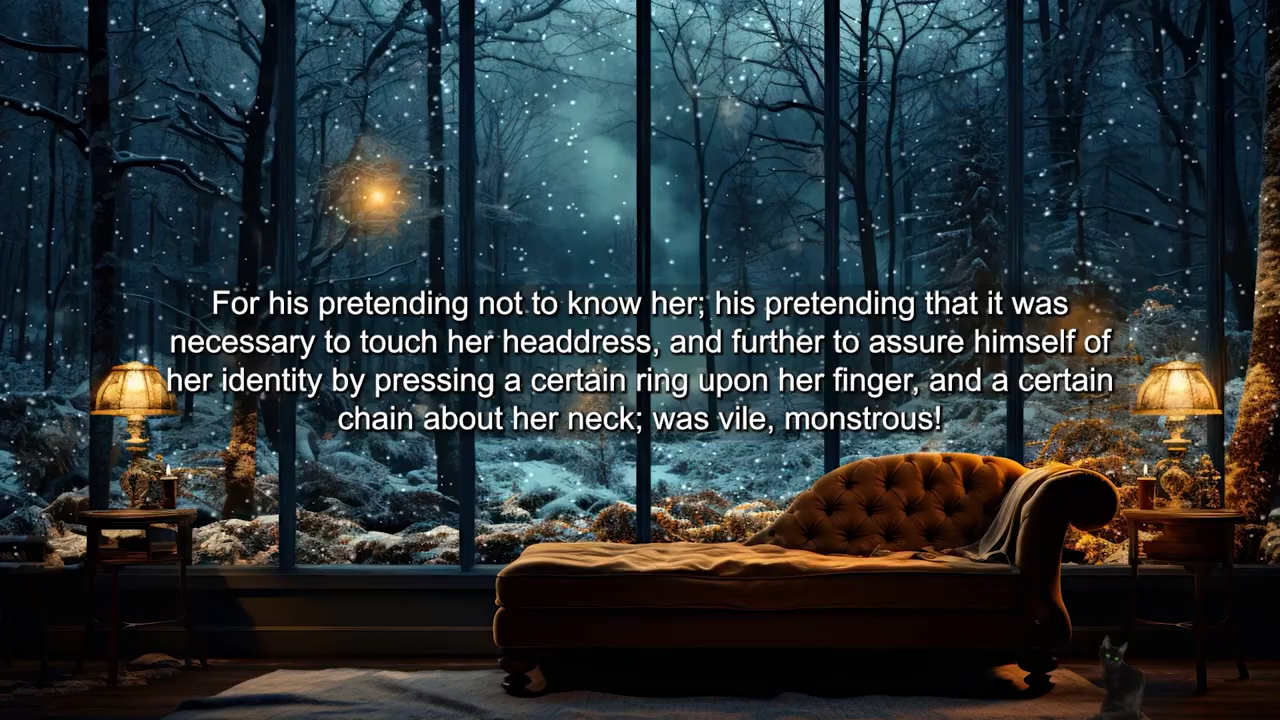 For his pretending not to know her; his pretending that it was
necessary to touch her headdress, and further to assure himself of
her identity by pressing a certain ring upon her finger, and a certain
chain about her neck; was vile, monstrous!